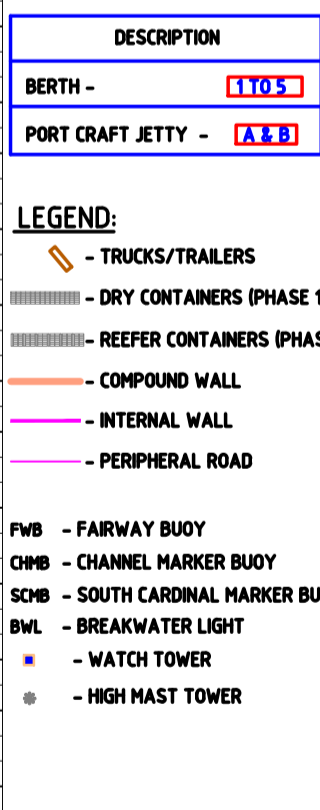 DESCRIPTION
BERTH - 1 TO 5
PORT CRAFT JETTY - A & B
LEGEND:
- TRUCKS/TRAILERS
- DRY CONTAINERS (PHASE 1
- REEFER CONTAINERS (PHAS
- COMPOUND WALL
- INTERNAL WALL
- PERIPHERAL ROAD
FWB - FAIRWAY BUOY
CHMB - CHANNEL MARKER BUOY
SCMB - SOUTH CARDINAL MARKER BU
BWL - BREAKWATER LIGHT
- WATCH TOWER
- HIGH MAST TOWER